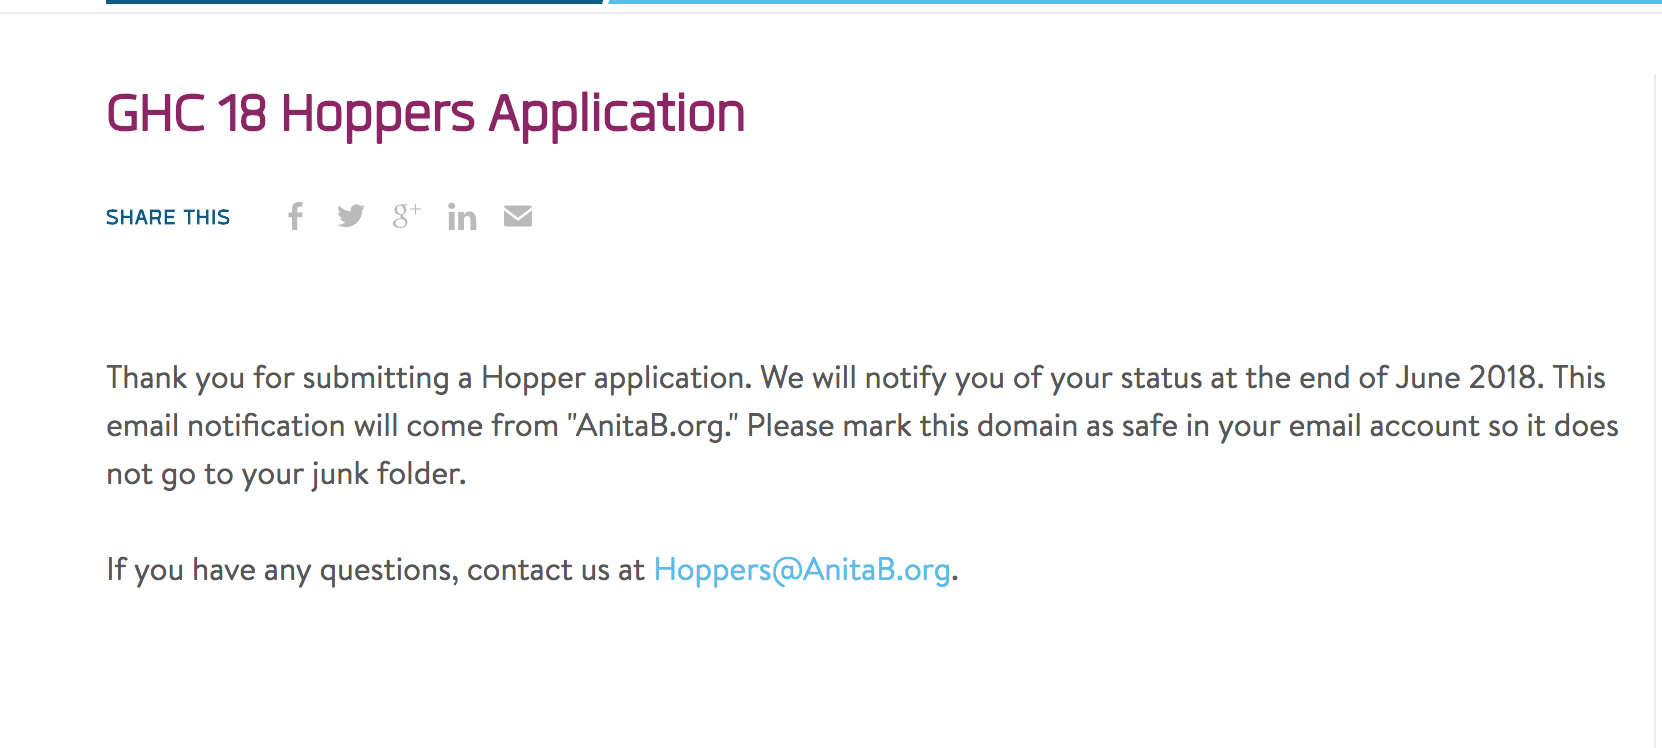 GHC 18 Hoppers Application
SHARE THIS
Thank you for submitting a Hopper application. We will notify you of your status at the end of June 2018. This
email notification will come from "AnitaB.org." Please mark this domain as safe in your email account so it does
not go to your junk folder.
If you have any questions, contact us at Hoppers@AnitaB.org.